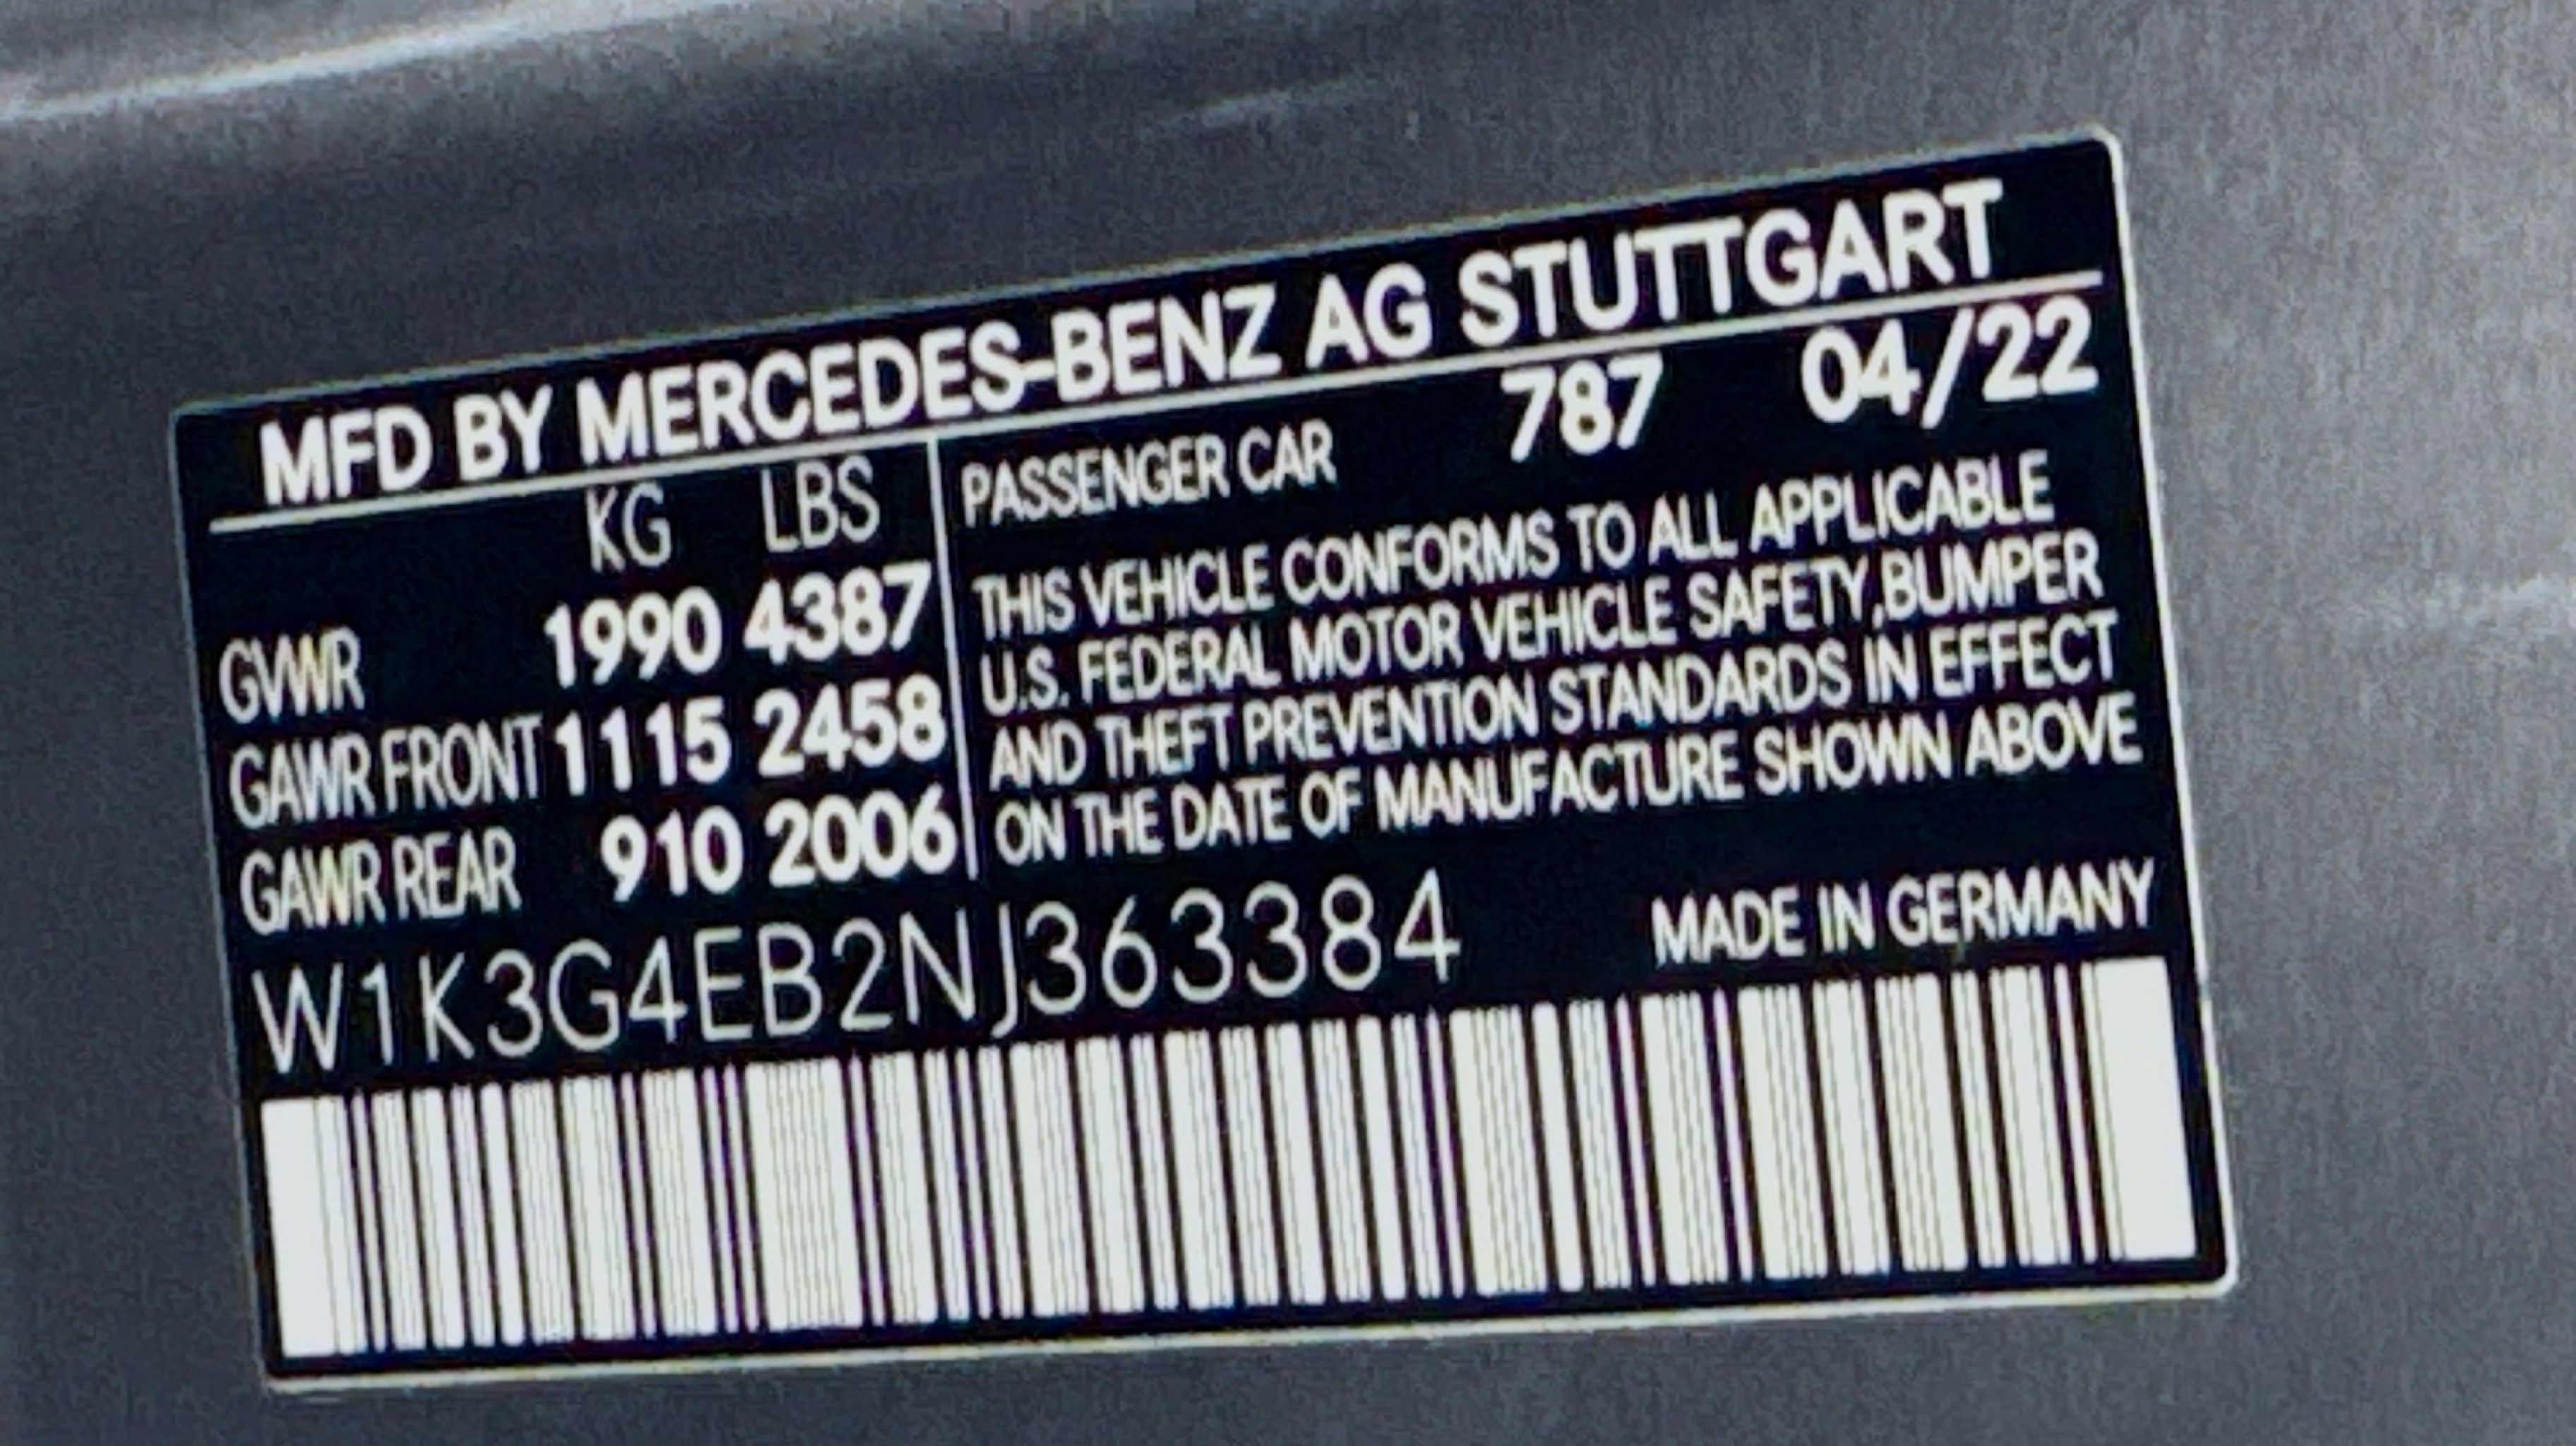 MFD BY MERCEDES-BENZ AG STUTTGART
KG LBS
GVWR 1990 4387
GAWR FRONT 1115 2458
GAWR REAR 910 2006
PASSENGER CAR 787 04/22
THIS VEHICLE CONFORMS TO ALL APPLICABLE
U.S. FEDERAL MOTOR VEHICLE SAFETY,BUMPER
AND THEFT PREVENTION STANDARDS IN EFFECT
ON THE DATE OF MANUFACTURE SHOWN ABOVE
W1K3G4EB2NJ363384 MADE IN GERMANY